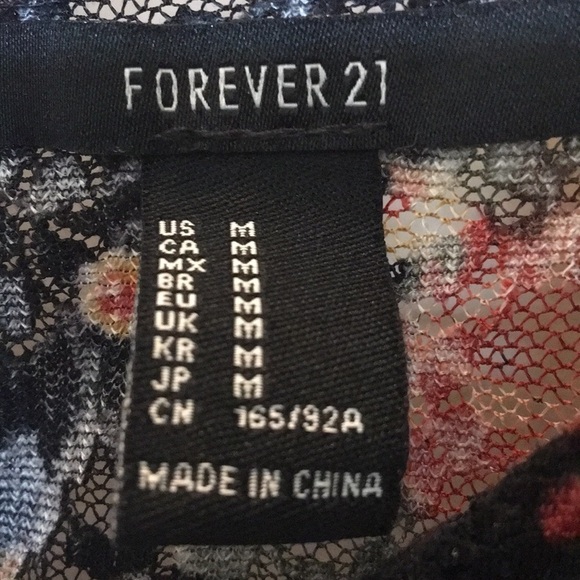 FOREVER 21
US M
CA M
MX M
BR M
EU M
UK M
KR M
JP M
CN 165/92A
MADE IN CHINA